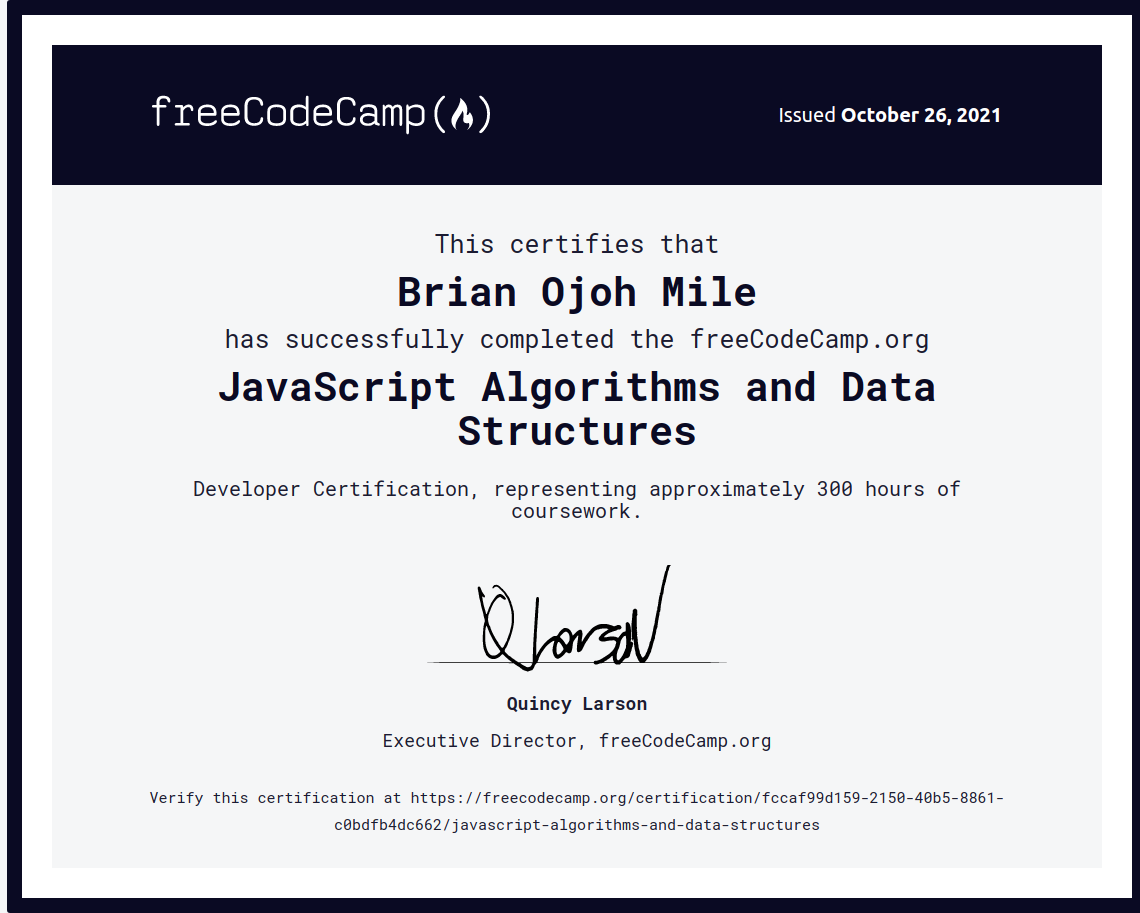 freeCodeCamp(🔥)
Issued October 26, 2021
This certifies that
Brian Ojoh Mile
has successfully completed the freeCodeCamp.org
JavaScript Algorithms and Data
Structures
Developer Certification, representing approximately 300 hours of
coursework.
Q Larson
Quincy Larson
Executive Director, freeCodeCamp.org
Verify this certification at https://freecodecamp.org/certification/fccaf99d159-2150-40b5-8861-
c0bdfb4dc662/javascript-algorithms-and-data-structures